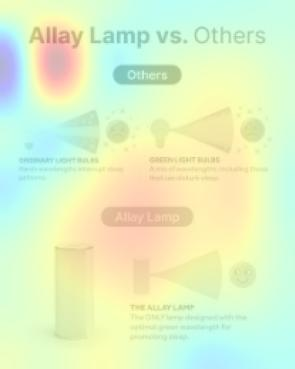 Allay Lamp vs. Others
Others
ORDINARY LIGHT BULBS
GREEN LIGHT BULBS
Harsh wavelengths interrupt sleep
A mix of wavelengths, including those
patterns.
that can disturb sleep.
Allay Lamp
THE ALLAY LAMP
The ONLY lamp designed with the
optimal green wavelength for
promoting sleep.